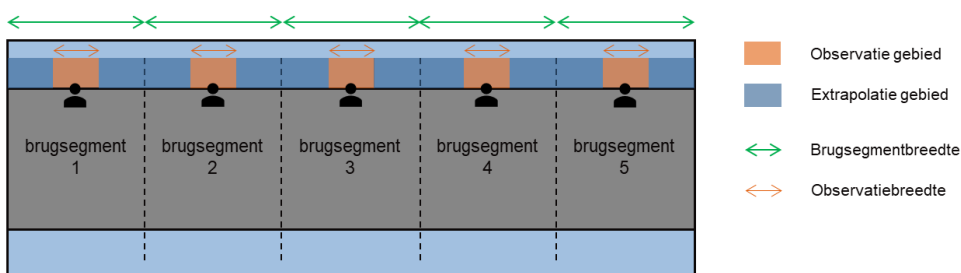 brugsegment
1
brugsegment
2
brugsegment
3
brugsegment
4
brugsegment
5
Observatie gebied
Extrapolatie gebied
Brugsegmentbreedte
Observatiebreedte